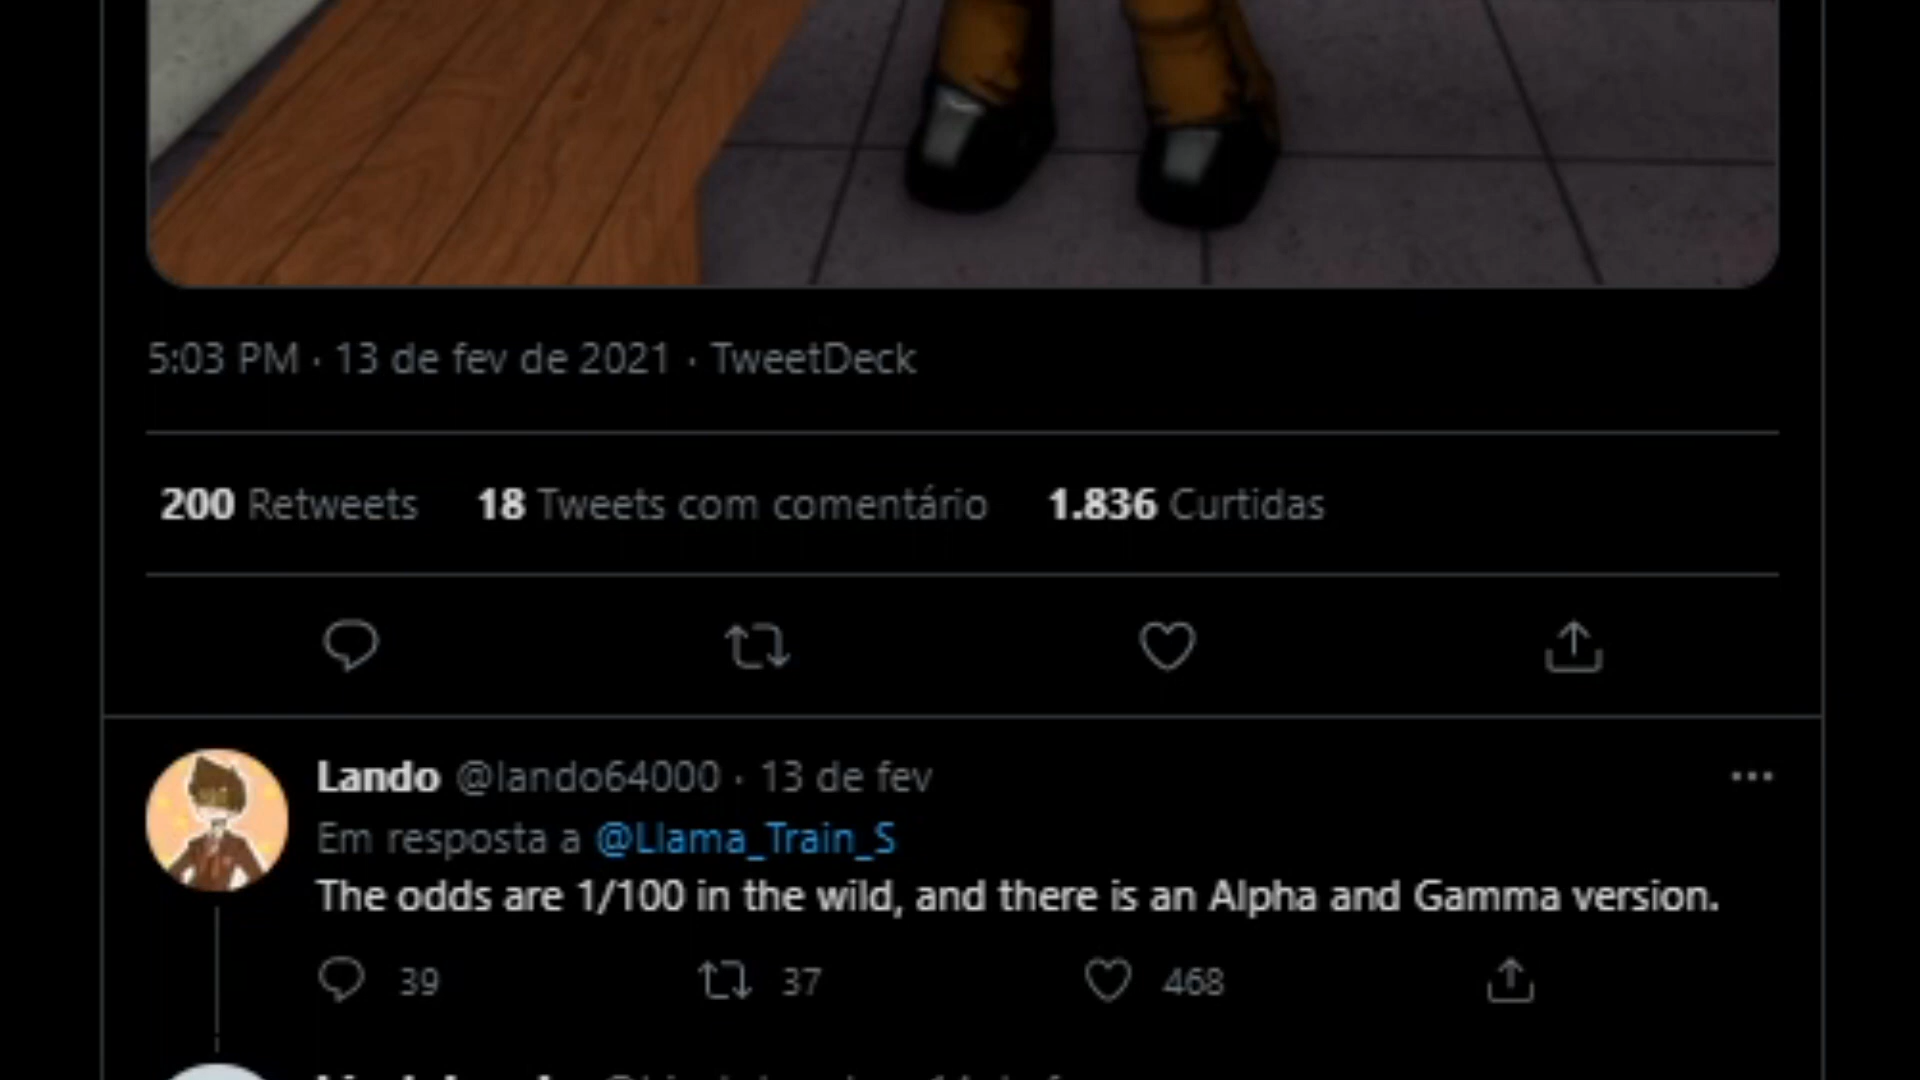 5:03 PM · 13 de fev de 2021 · TweetDeck
200 Retweets 18 Tweets com comentário 1.836 Curtidas
Lando @lando64000 · 13 de fev
Em resposta a @Llama_Train_S
The odds are 1/100 in the wild, and there is an Alpha and Gamma version.
39 37 468